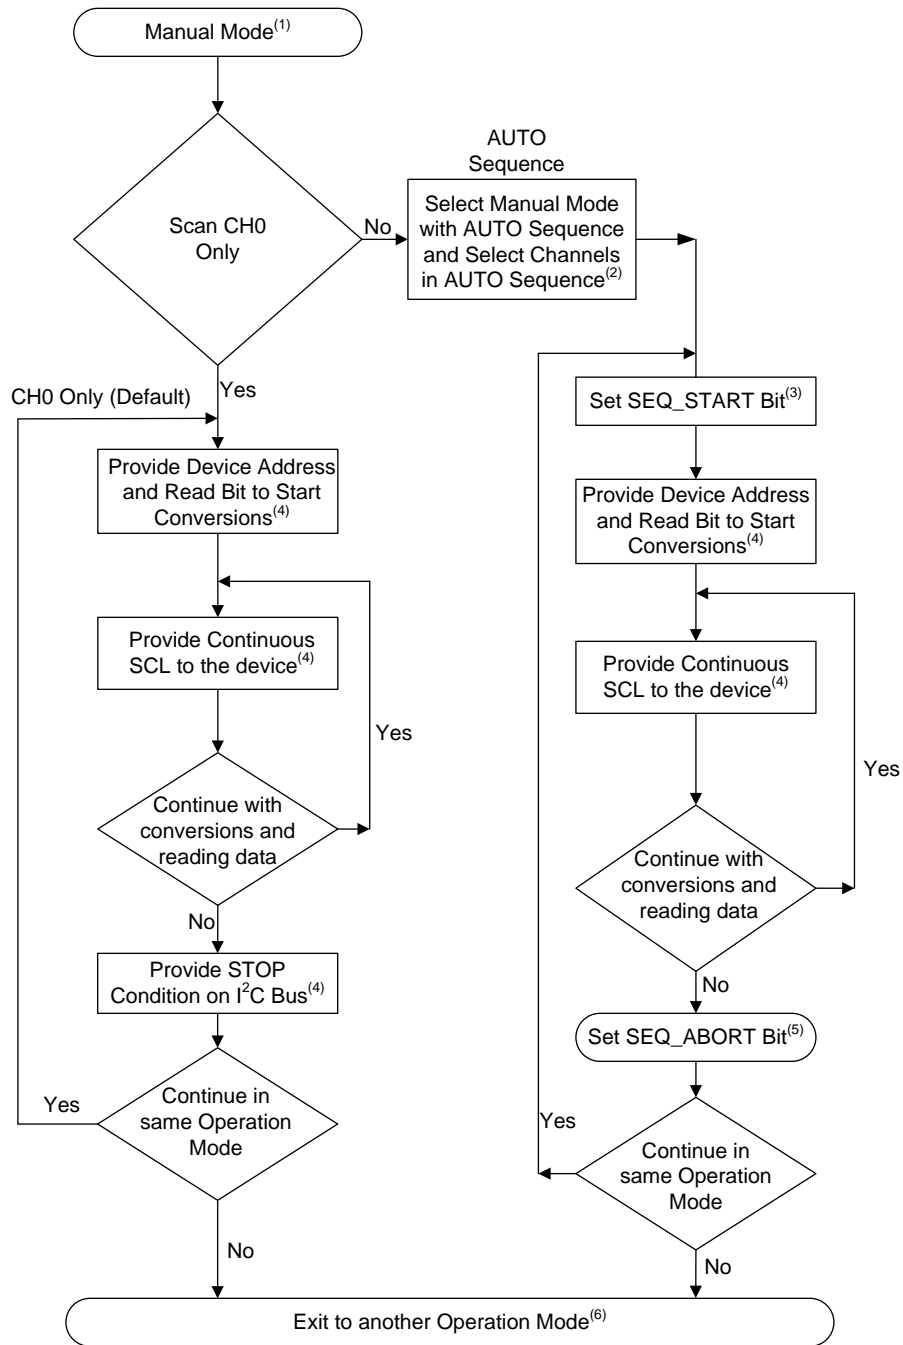 Manual Mode(1)
Scan CH0
Only
No
AUTO
Sequence
Select Manual Mode
with AUTO Sequence
and Select Channels
in AUTO Sequence(2)
Yes
CH0 Only (Default)
Provide Device Address
and Read Bit to Start
Conversions(4)
Provide Continuous
SCL to the device(4)
Yes
Continue with
conversions and
reading data
No
Provide STOP
Condition on I2C Bus(4)
Yes
Continue in
same Operation
Mode
No
Set SEQ_START Bit(3)
Provide Device Address
and Read Bit to Start
Conversions(4)
Provide Continuous
SCL to the device(4)
Yes
Continue with
conversions and
reading data
No
Set SEQ_ABORT Bit(5)
Yes
Continue in
same Operation
Mode
No
Exit to another Operation Mode(6)